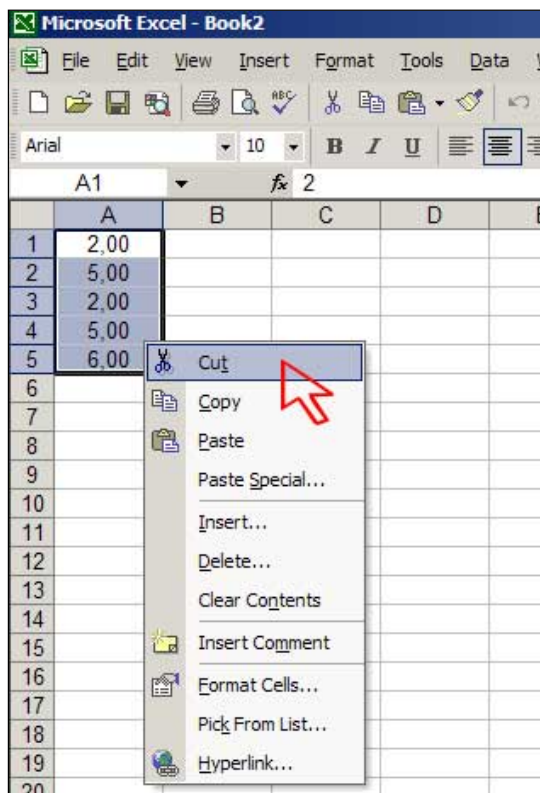 Microsoft Excel - Book2
File Edit View Insert Format Tools Data
Arial 10 B I U
A1 fx 2
A B C D
1 2,00
2 5,00
3 2,00
4 5,00
5 6,00
6
7
8
9
10
11
12
13
14
15
16
17
18
19
20
Cut
Copy
Paste
Paste Special...
Insert...
Delete...
Clear Contents
Insert Comment
Format Cells...
Pick From List...
Hyperlink...